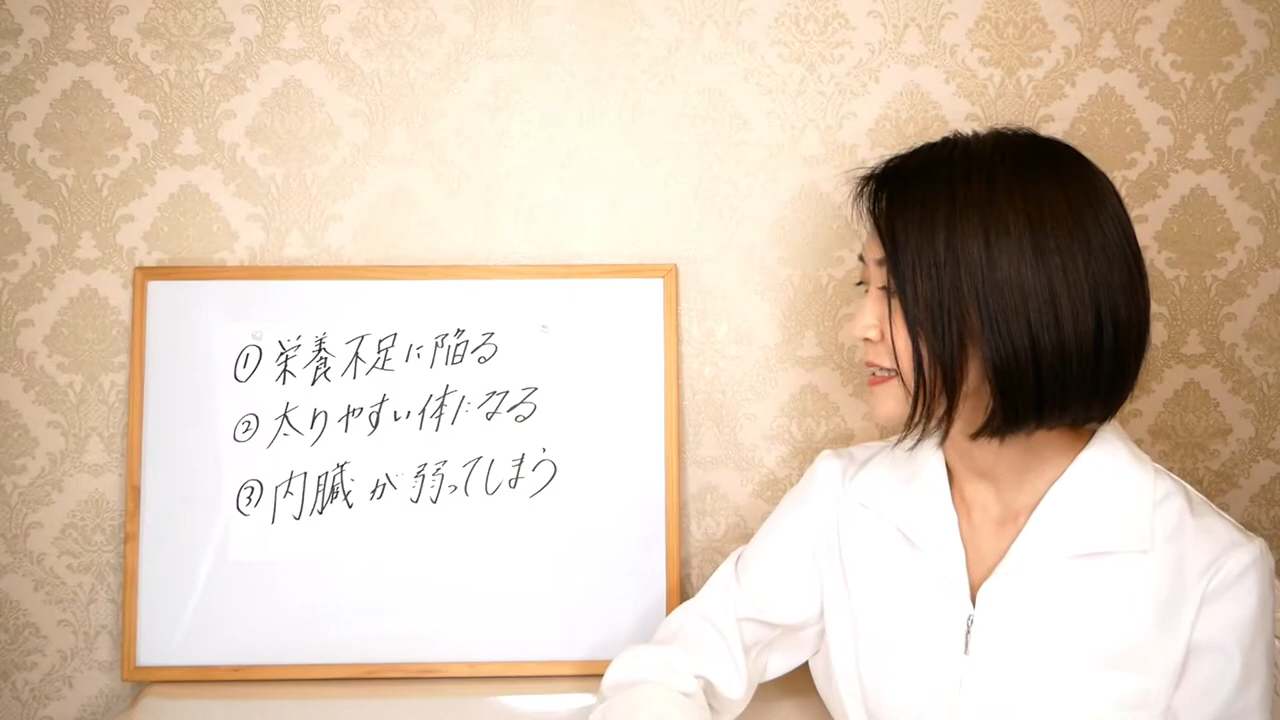 ①栄養不足に陥る
②太りやすい体になる
③内臓が弱ってしまう